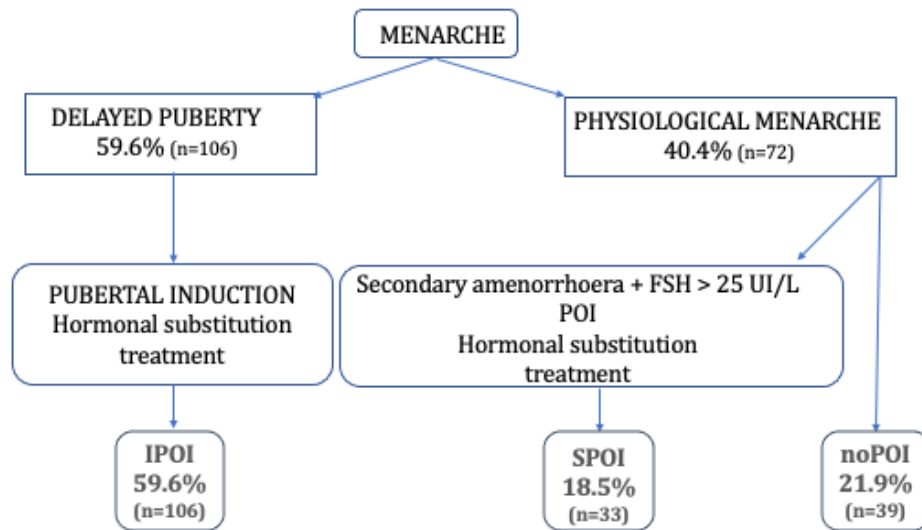 MENARCHE
DELAYED PUBERTY
59.6% (n=106)
PHYSIOLOGICAL MENARCHE
40.4% (n=72)
PUBERTAL INDUCTION
Hormonal substitution
treatment
Secondary amenorrhoera + FSH > 25 UI/L
POI
Hormonal substitution
treatment
IPOI
59.6%
(n=106)
SPOI
18.5%
(n=33)
noPOI
21.9%
(n=39)